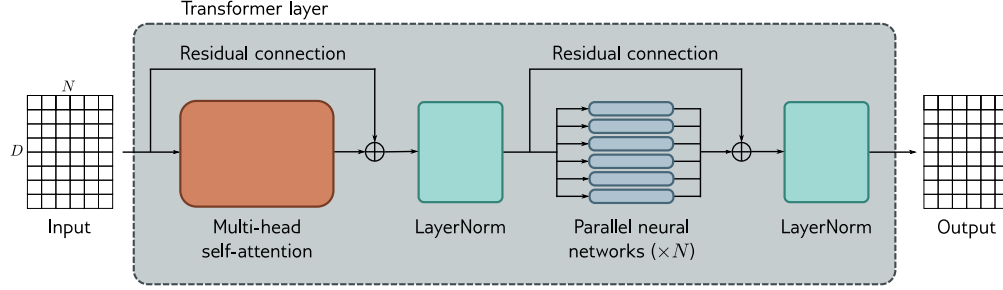 Transformer layer
Residual connection
Residual connection
N
D
Input
Multi-head
self-attention
LayerNorm
Parallel neural
networks (×N)
LayerNorm
Output